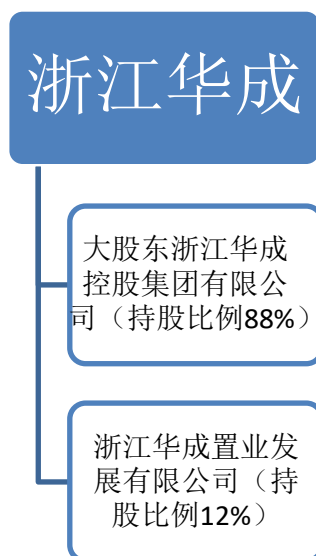 浙江华成
大股东浙江华成
控股集团有限公
司（持股比例88%）
浙江华成置业发
展有限公司（持
股比例12%）